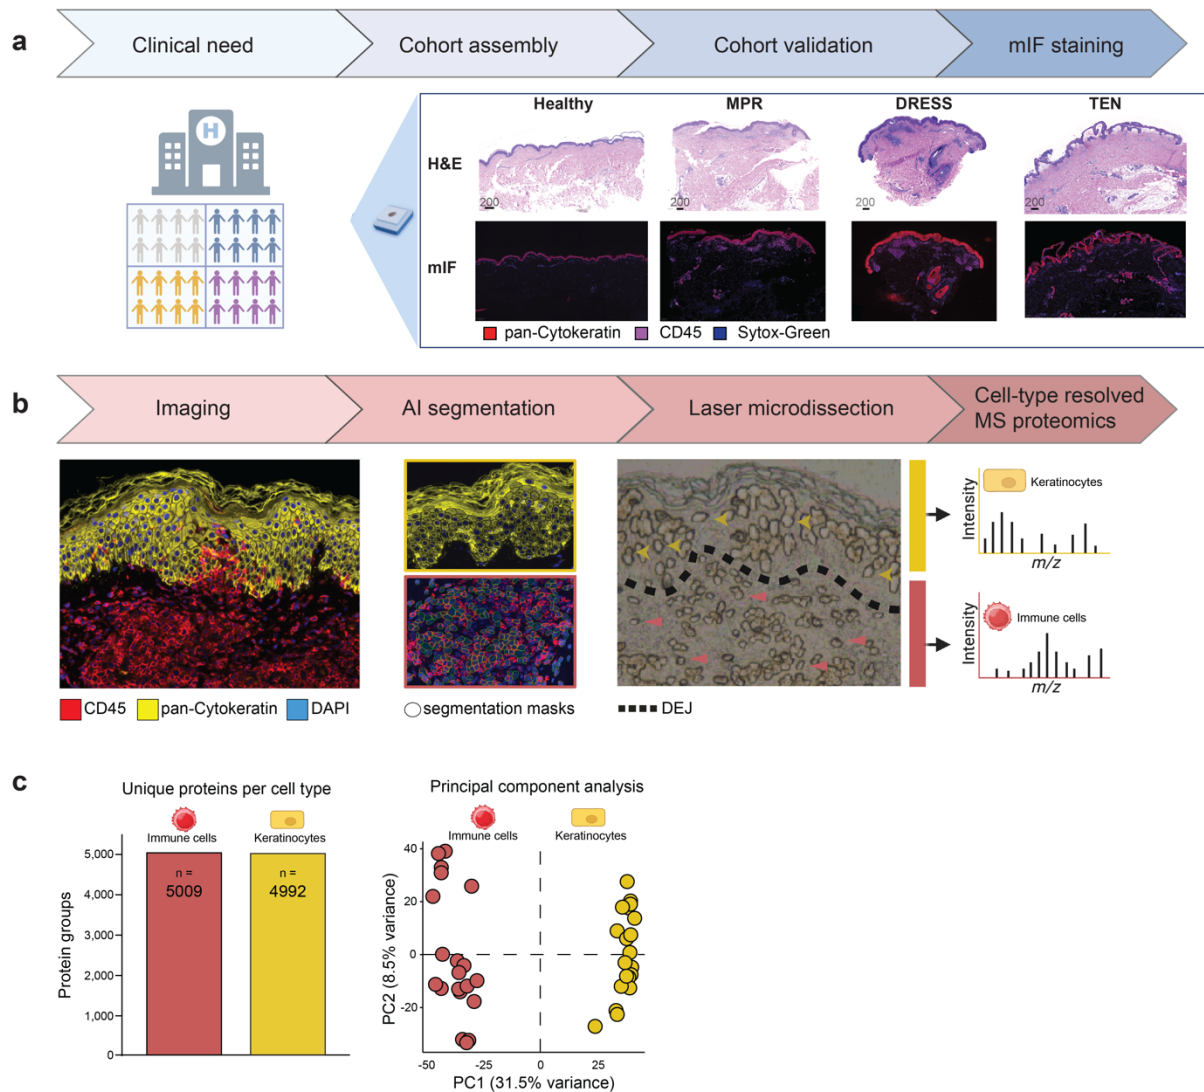 a
Clinical need
Cohort assembly
Cohort validation
mIF staining
H
Healthy
MPR
DRESS
TEN
H&E
200
200
200
200
mIF
pan-Cytokeratin
CD45
Sytox-Green
b
Imaging
AI segmentation
Laser microdissection
Cell-type resolved
MS proteomics
Intensity
Keratinocytes
m/z
Intensity
Immune cells
m/z
CD45
pan-Cytokeratin
DAPI
segmentation masks
DEJ
c
Unique proteins per cell type
Immune cells
Keratinocytes
Protein groups
5,000
4,000
3,000
2,000
1,000
0
n =
5009
n =
4992
Principal component analysis
Immune cells
Keratinocytes
PC2 (8.5% variance)
40
20
0
-20
-50
-25
0
25
PC1 (31.5% variance)